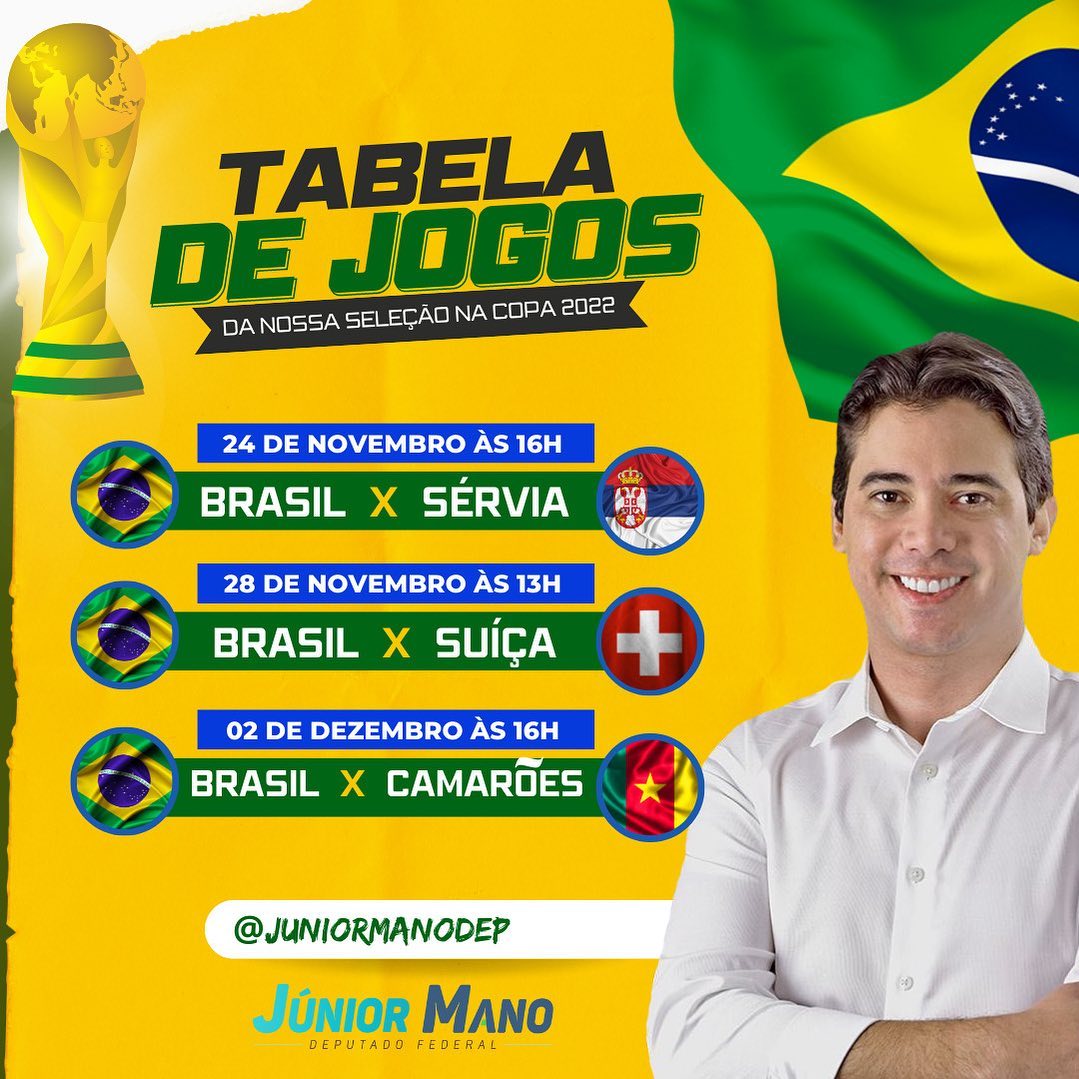 TABELA
DE JOGOS
DA NOSSA SELEÇÃO NA COPA 2022
24 DE NOVEMBRO ÀS 16H
BRASIL X SÉRVIA
28 DE NOVEMBRO ÀS 13H
BRASIL X SUÍÇA
02 DE DEZEMBRO ÀS 16H
BRASIL X CAMARÕES
@JUNIORMANODEP
JÚNIOR MANO
DEPUTADO FEDERAL